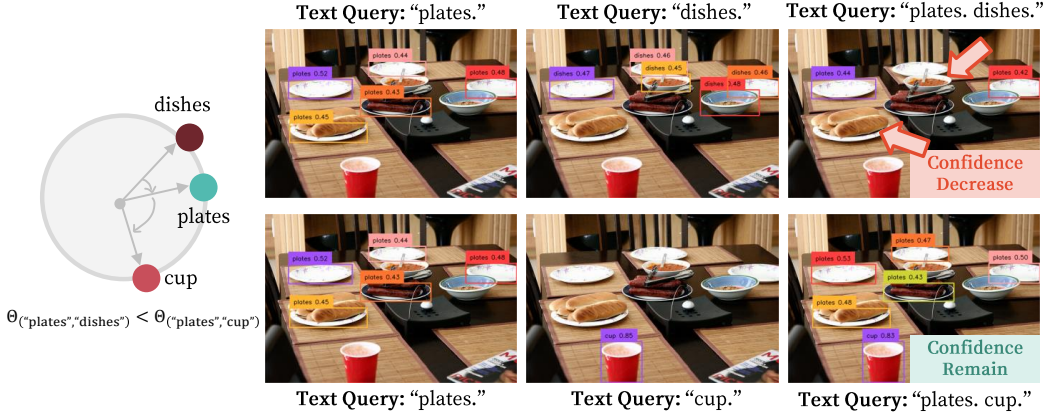 Text Query: “plates.”
Text Query: “dishes.”
Text Query: “plates. dishes.”
plates 0.44
plates 0.52
plates 0.48
plates 0.43
plates 0.45
dishes 0.46
dishes 0.45
dishes 0.47
dishes 0.46
plates 0.44
plates 0.42
Confidence
Decrease
dishes
plates
cup
Θ("plates","dishes") < Θ("plates","cup")
plates 0.44
plates 0.52
plates 0.48
plates 0.43
plates 0.45
cup 0.85
plates 0.47
plates 0.53
plates 0.50
plates 0.43
plates 0.48
cup 0.83
Confidence
Remain
Text Query: “plates.”
Text Query: “cup.”
Text Query: “plates. cup.”